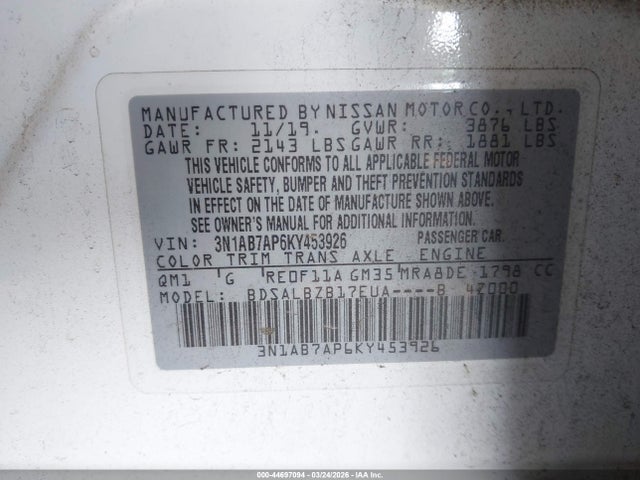 MANUFACTURED BY NISSAN MOTOR CO., LTD.
DATE: 11/19. GVWR: 3876 LBS
GAWR FR: 2143 LBS GAWR RR: 1881 LBS
THIS VEHICLE CONFORMS TO ALL APPLICABLE FEDERAL MOTOR
VEHICLE SAFETY, BUMPER AND THEFT PREVENTION STANDARDS
IN EFFECT ON THE DATE OF MANUFACTURE SHOWN ABOVE.
SEE OWNER'S MANUAL FOR ADDITIONAL INFORMATION.
VIN: 3N1AB7AP6KY453926 PASSENGER CAR.
COLOR TRIM TRANS AXLE ENGINE
QM1 G RE0F11A GM35 MRA8DE 1798 CC
MODEL: BDSALBZB17EUA----B 42000
3N1AB7AP6KY453926
000-44697094 | 03/24/2026 | IAA Inc.